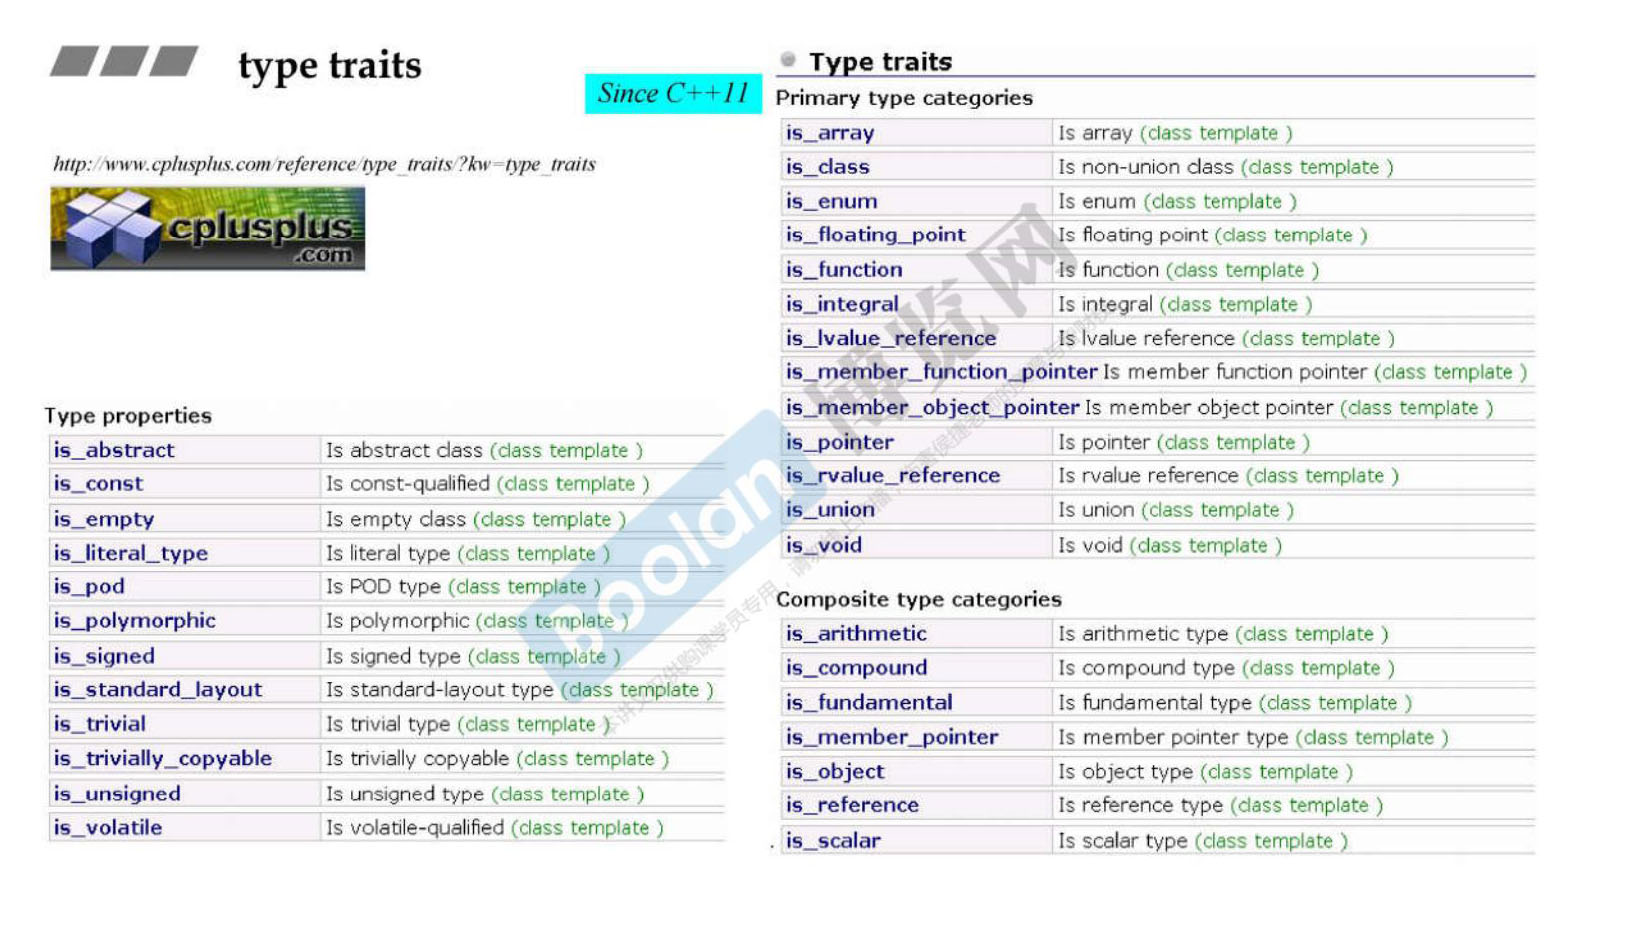 type traits
Since C++11
http://www.cplusplus.com/reference/type_traits/?kw=type_traits
cplusplus
.com
Type properties
is_abstract Is abstract class (class template )
is_const Is const-qualified (class template )
is_empty Is empty class (class template )
is_literal_type Is literal type (class template )
is_pod Is POD type (class template )
is_polymorphic Is polymorphic (class template )
is_signed Is signed type (class template )
is_standard_layout Is standard-layout type (class template )
is_trivial Is trivial type (class template )
is_trivially_copyable Is trivially copyable (class template )
is_unsigned Is unsigned type (class template )
is_volatile Is volatile-qualified (class template )
Type traits
Primary type categories
is_array Is array (class template )
is_class Is non-union class (class template )
is_enum Is enum (class template )
is_floating_point Is floating point (class template )
is_function Is function (class template )
is_integral Is integral (class template )
is_lvalue_reference Is lvalue reference (class template )
is_member_function_pointer Is member function pointer (class template )
is_member_object_pointer Is member object pointer (class template )
is_pointer Is pointer (class template )
is_rvalue_reference Is rvalue reference (class template )
is_union Is union (class template )
is_void Is void (class template )
Composite type categories
is_arithmetic Is arithmetic type (class template )
is_compound Is compound type (class template )
is_fundamental Is fundamental type (class template )
is_member_pointer Is member pointer type (class template )
is_object Is object type (class template )
is_reference Is reference type (class template )
is_scalar Is scalar type (class template )
boolan
博览网